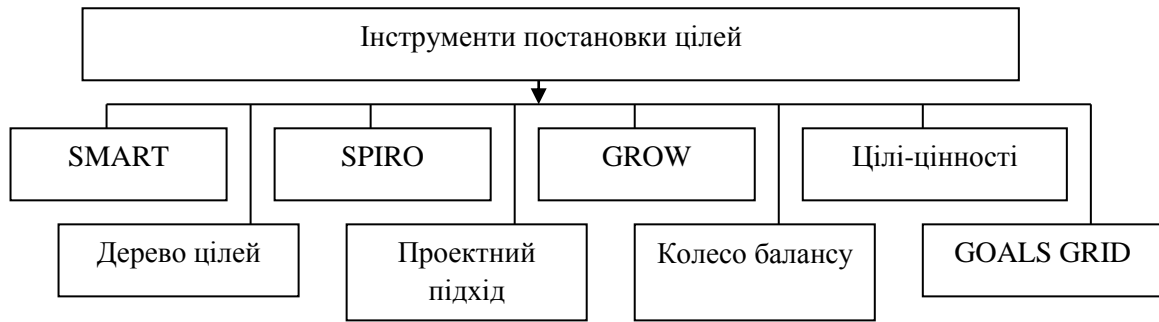 Інструменти постановки цілей
SMART
SPIRO
GROW
Цілі-цінності
Дерево цілей
Проектний
підхід
Колесо балансу
GOALS GRID